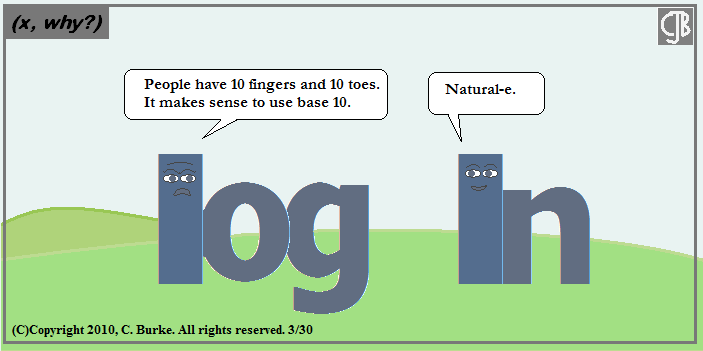 (x, why?)
CJB
People have 10 fingers and 10 toes.
It makes sense to use base 10.
Natural-e.
log
ln
(C)Copyright 2010, C. Burke. All rights reserved. 3/30